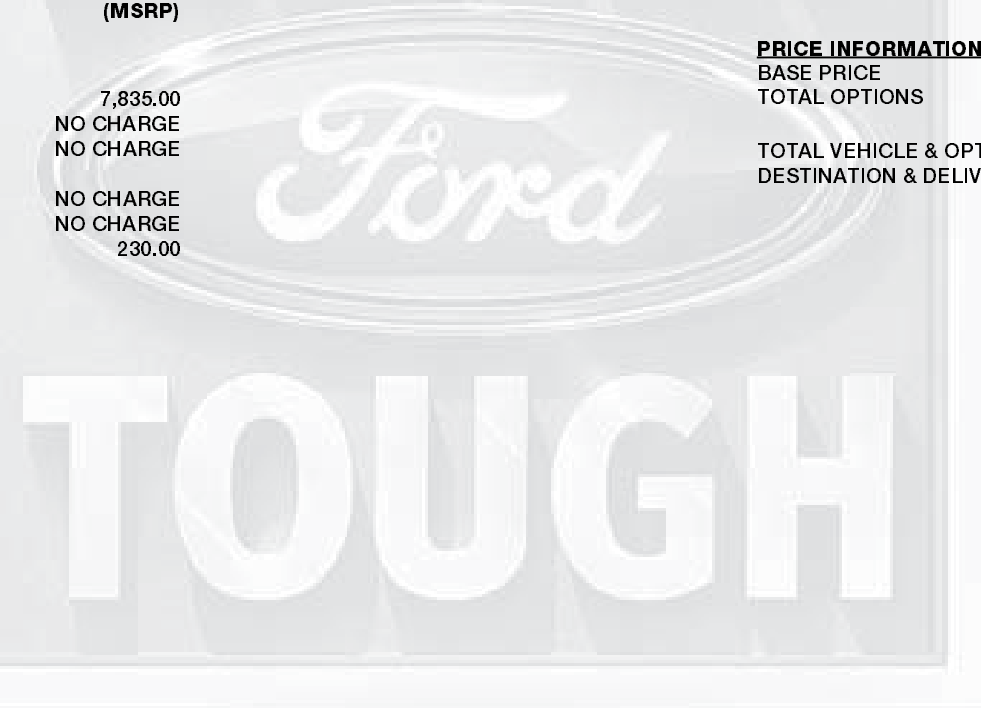 (MSRP)
7,835.00
NO CHARGE
NO CHARGE
NO CHARGE
NO CHARGE
230.00
PRICE INFORMATION
BASE PRICE
TOTAL OPTIONS
TOTAL VEHICLE & OPT
DESTINATION & DELIV
Ford
TOUGH